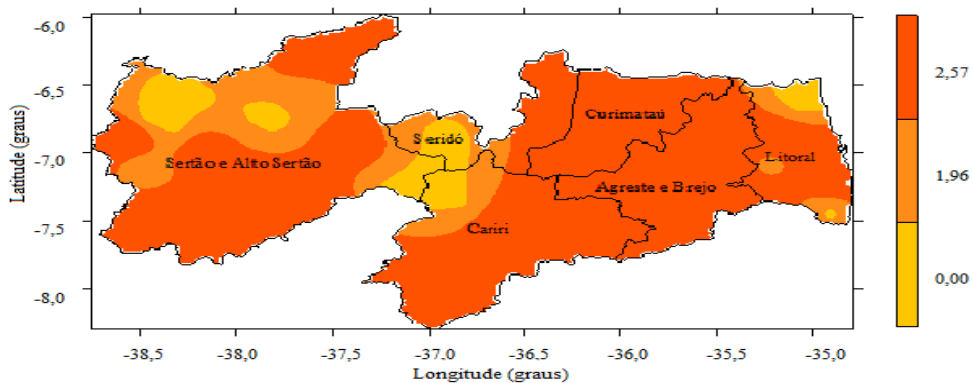 -6,0
-6,5
-7,0
-7,5
-8,0
Latitude (graus)
Seridó
Curimataú
Sertão e Alto Sertão
Litoral
Agreste e Brejo
Cariri
2,57
1,96
0,00
-38,5
-38,0
-37,5
-37,0
-36,5
-36,0
-35,5
-35,0
Longitude (graus)